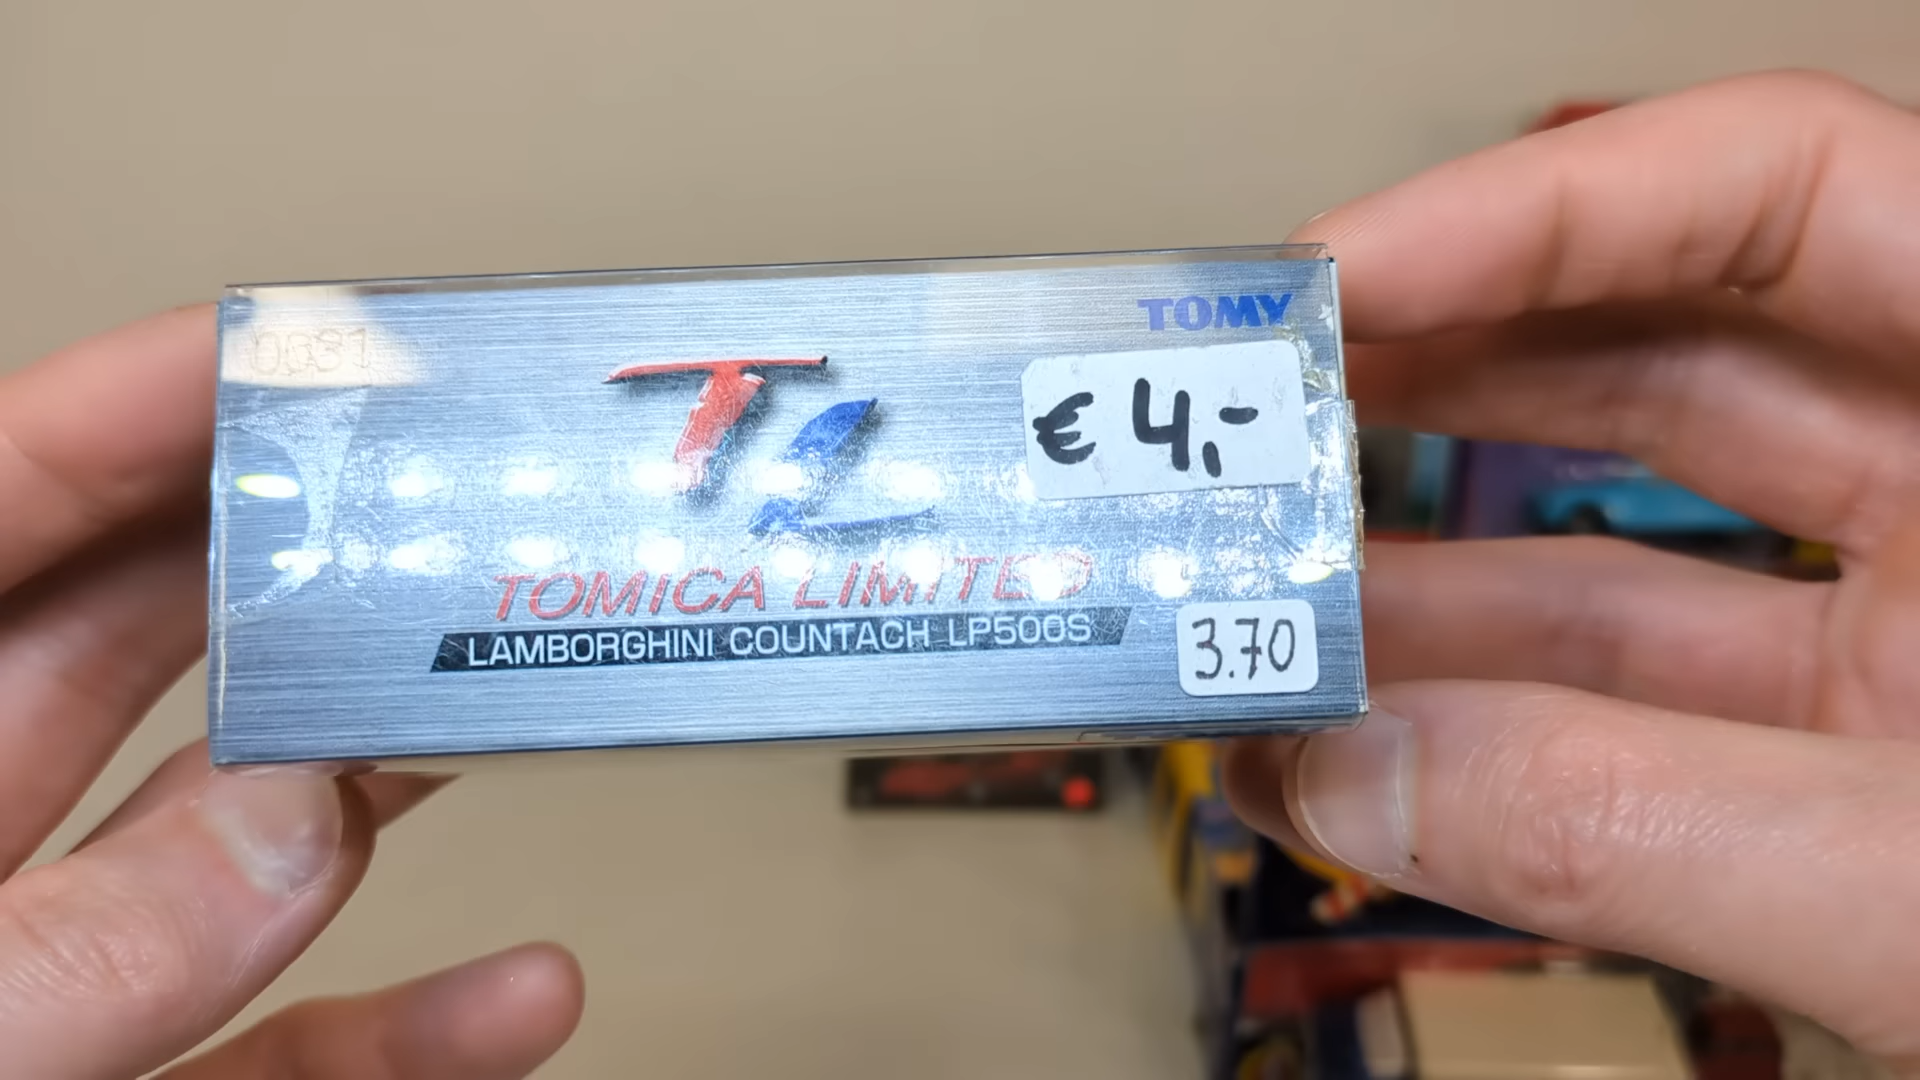 TOMY
TL
€ 4,-
TOMICA LIMITED
LAMBORGHINI COUNTACH LP500S
3.70